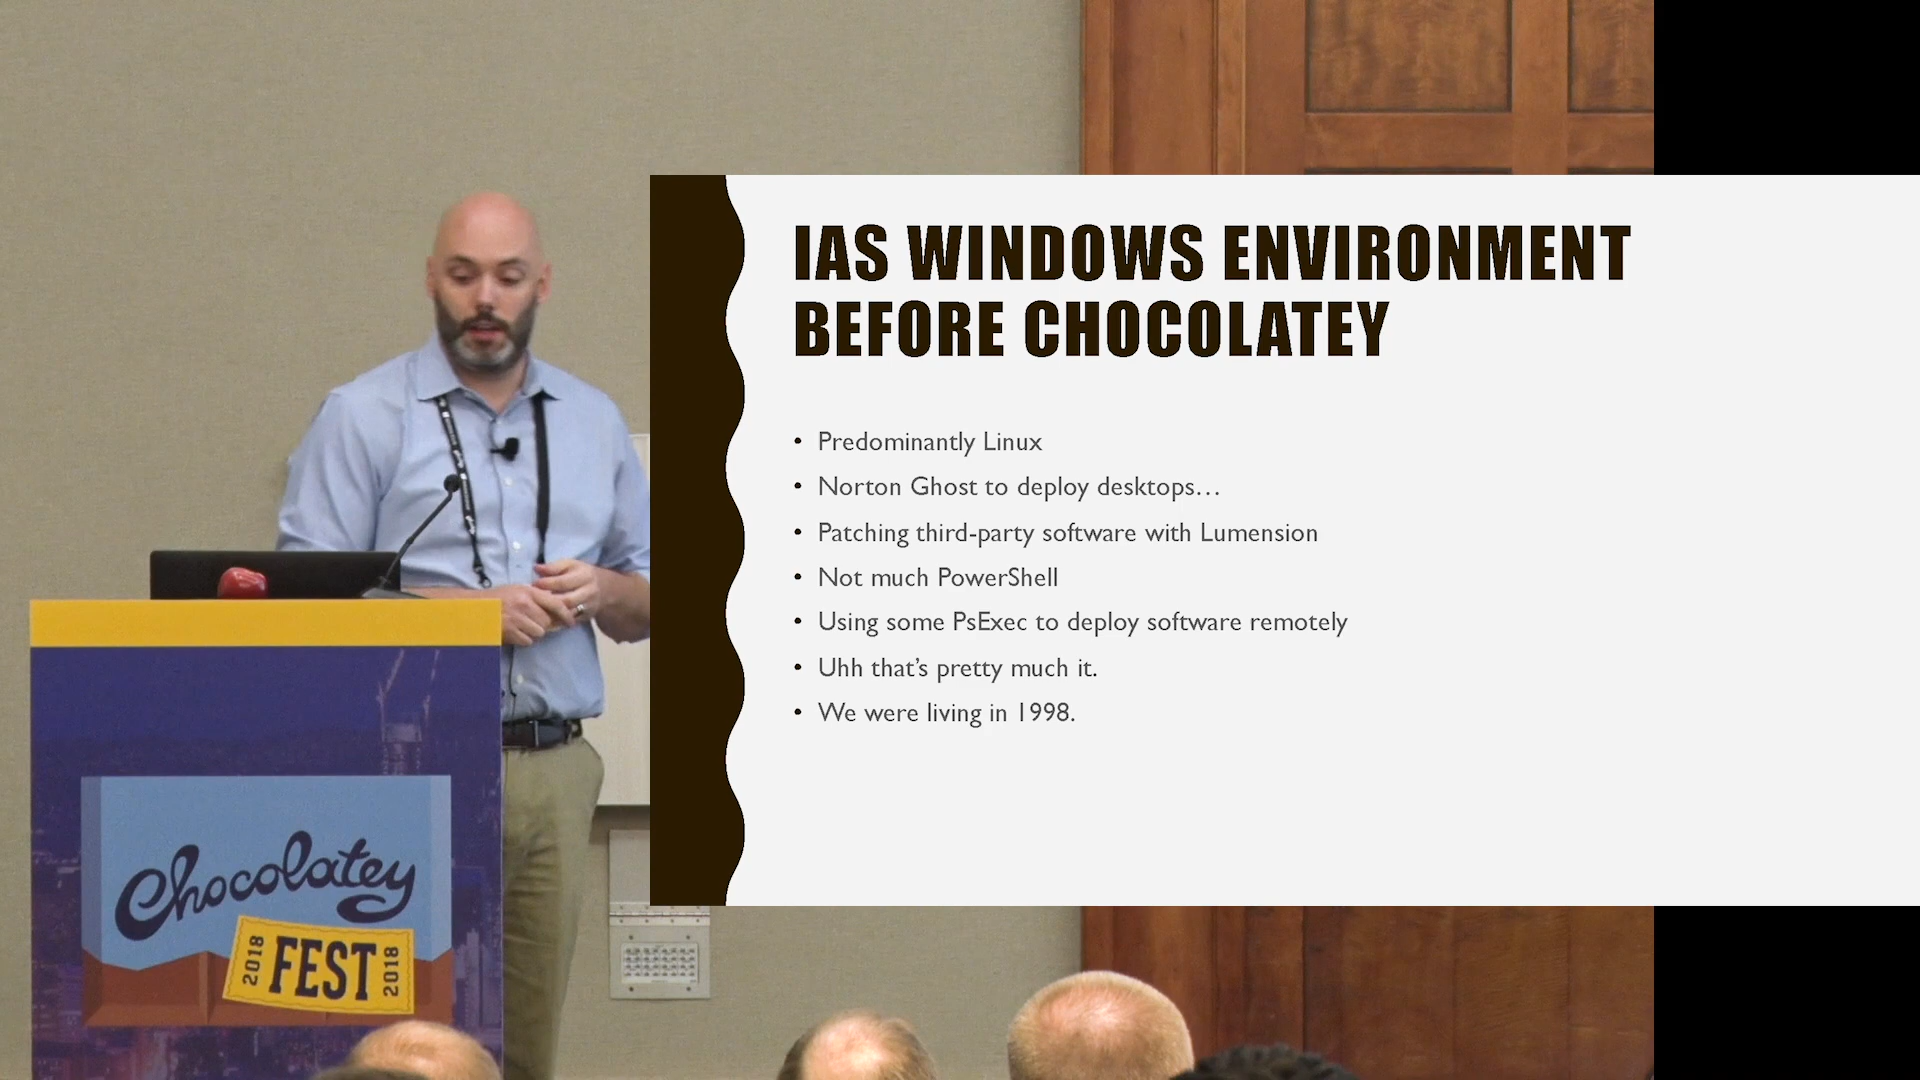 IAS WINDOWS ENVIRONMENT
BEFORE CHOCOLATEY
• Predominantly Linux
• Norton Ghost to deploy desktops…
• Patching third-party software with Lumension
• Not much PowerShell
• Using some PsExec to deploy software remotely
• Uhh that’s pretty much it.
• We were living in 1998.
Chocolatey
2018 FEST 2018